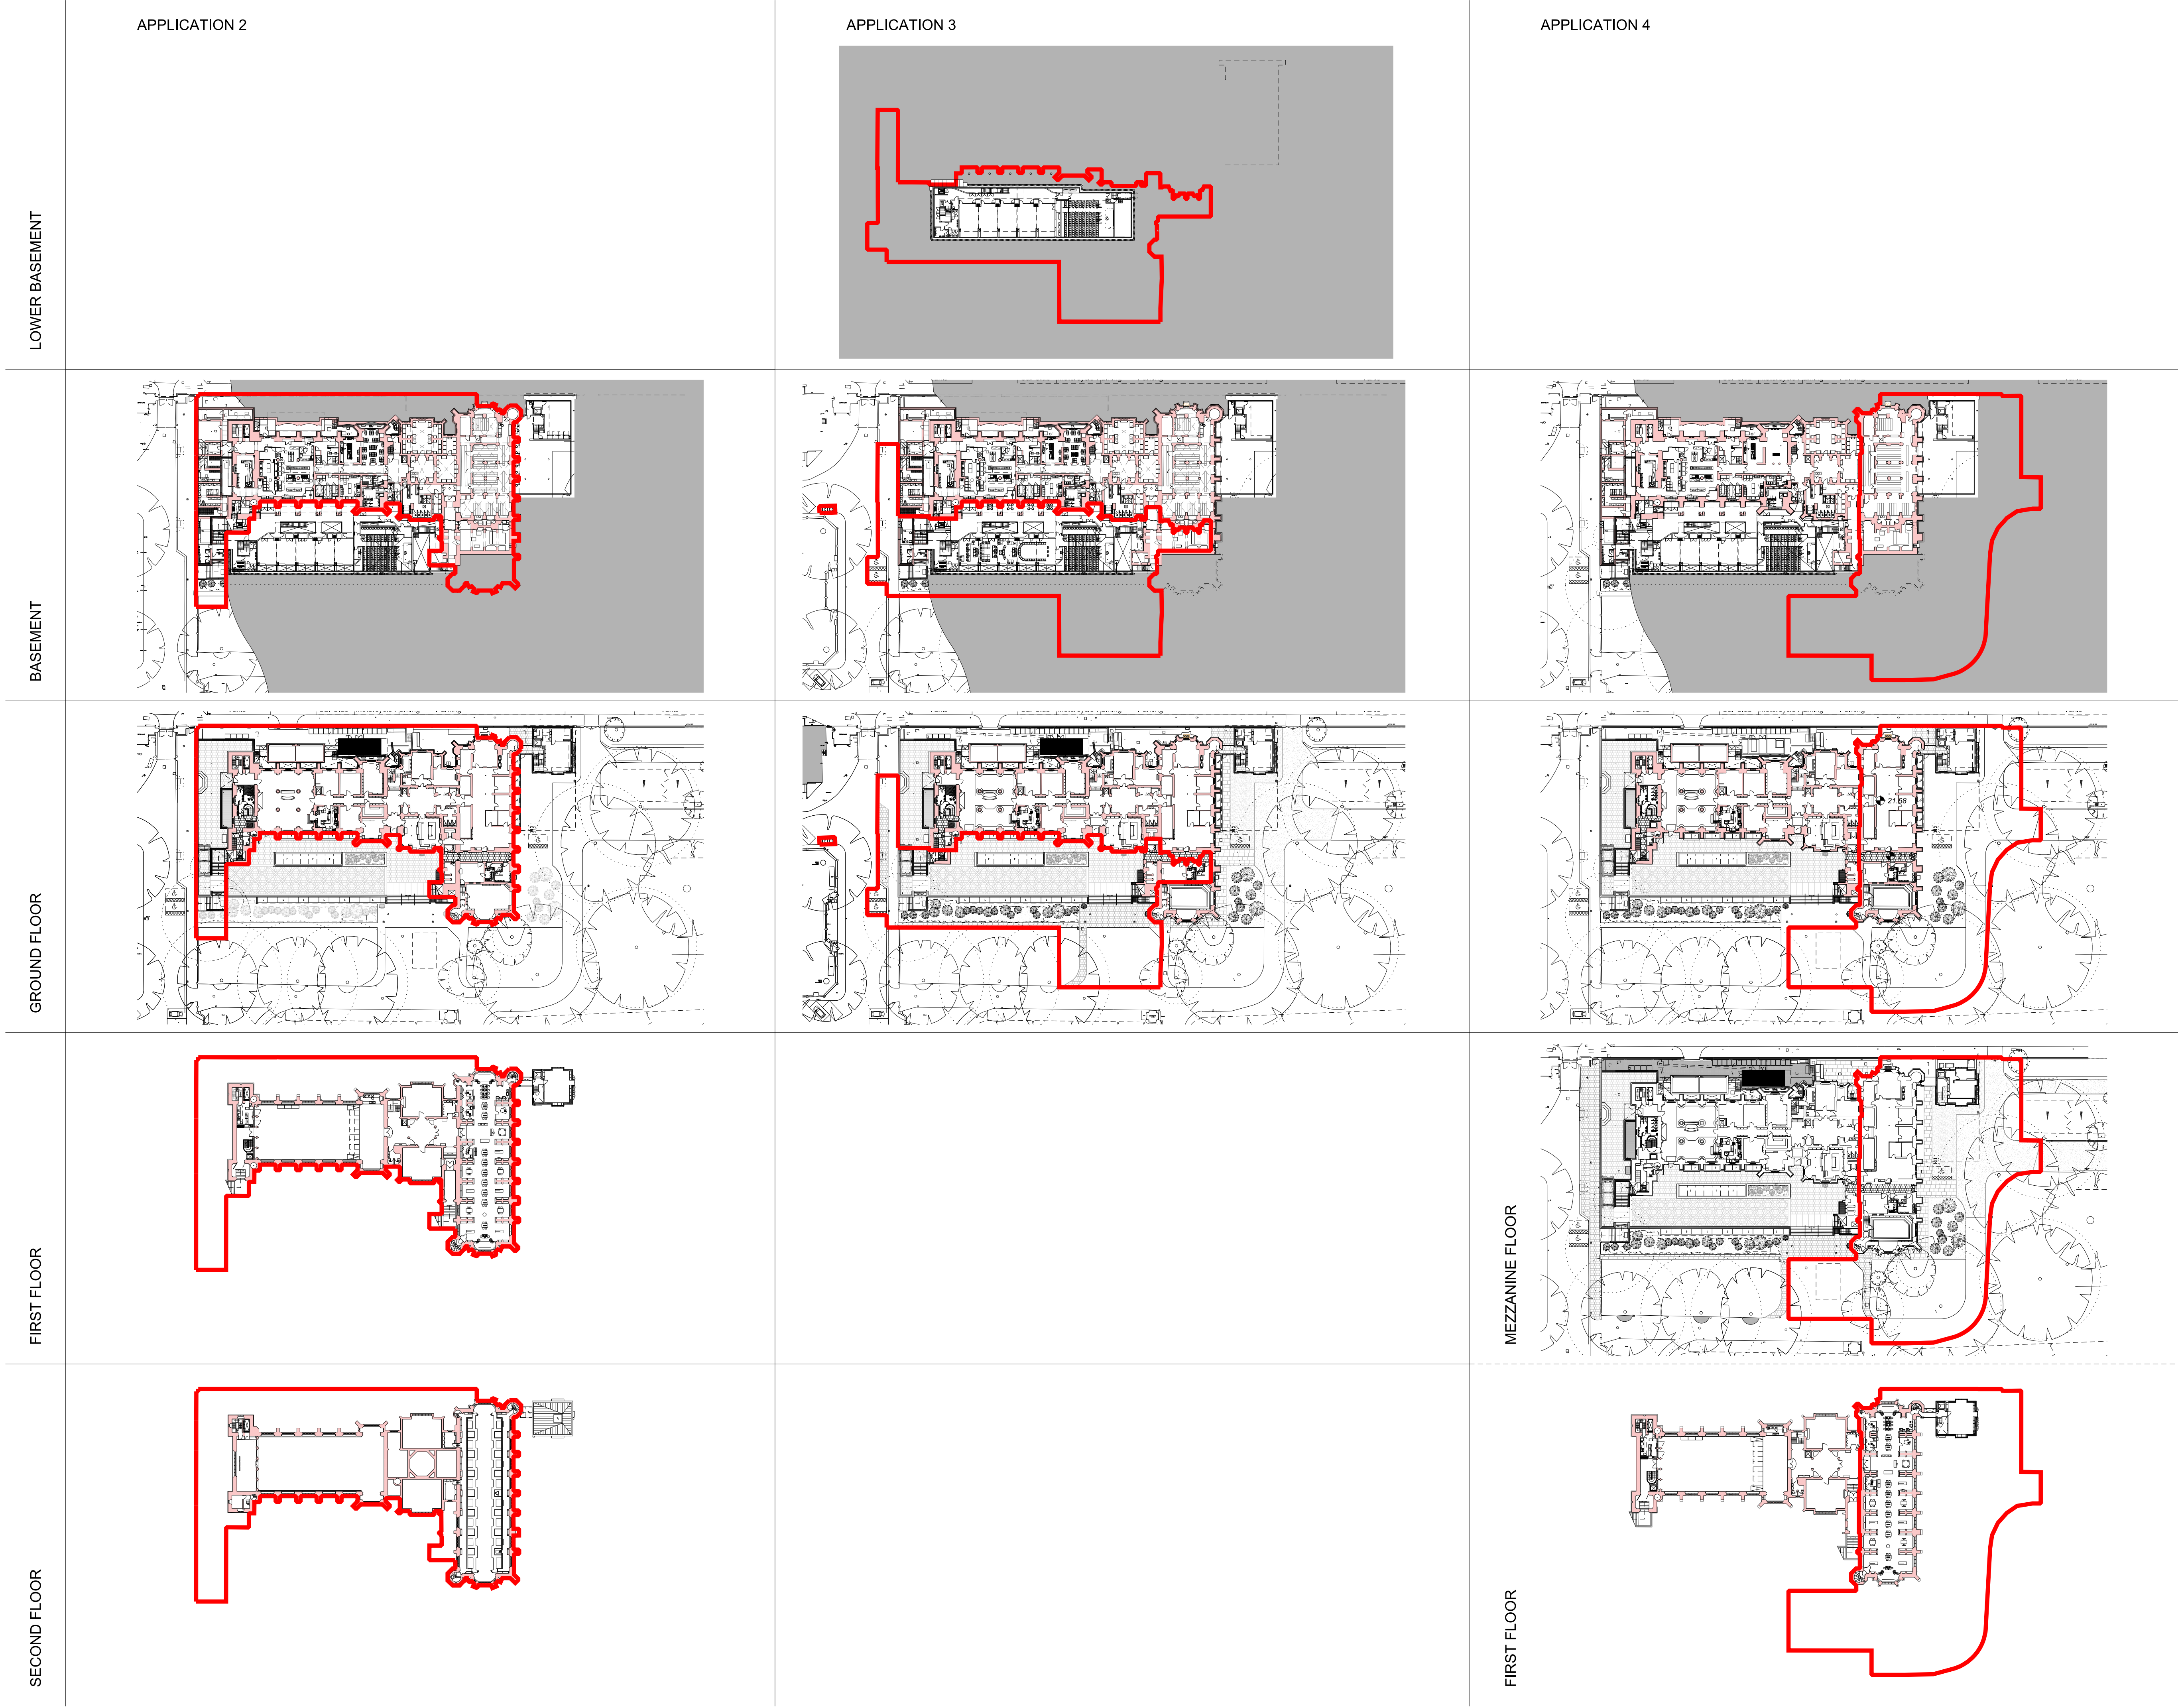 APPLICATION 2
APPLICATION 3
APPLICATION 4
LOWER BASEMENT
BASEMENT
GROUND FLOOR
21.68
FIRST FLOOR
MEZZANINE FLOOR
SECOND FLOOR
FIRST FLOOR